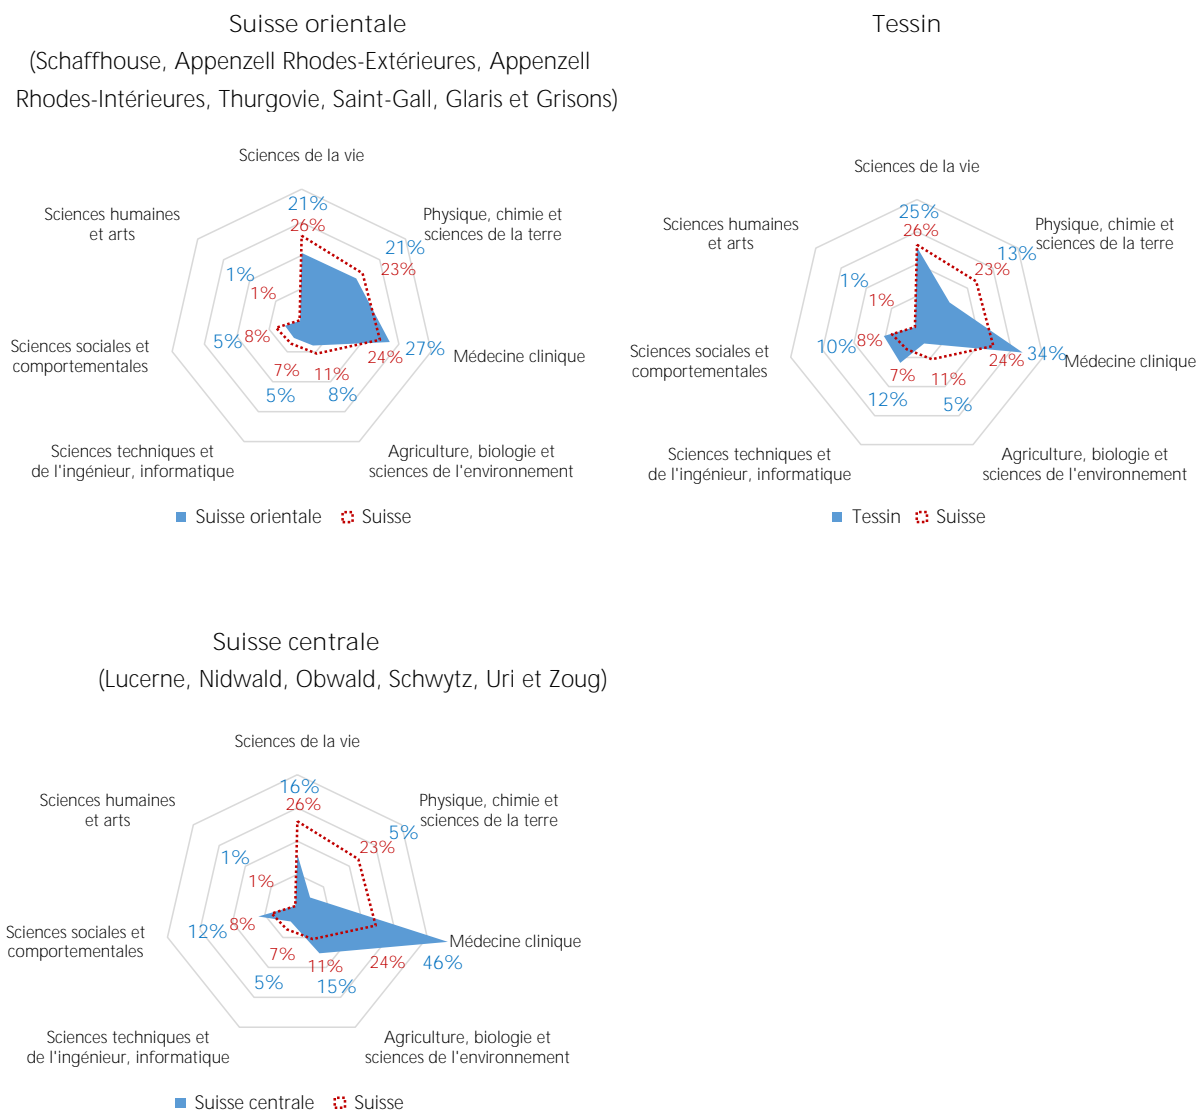 Suisse orientale
(Schaffhouse, Appenzell Rhodes-Extérieures, Appenzell
Rhodes-Intérieures, Thurgovie, Saint-Gall, Glaris et Grisons)
Sciences de la vie
21%
26%
Physique, chimie et
sciences de la terre
21%
23%
Médecine clinique
27%
24%
Agriculture, biologie et
sciences de l'environnement
8%
11%
Sciences techniques et
de l'ingénieur, informatique
5%
7%
Sciences sociales et
comportementales
5%
8%
Sciences humaines
et arts
1%
1%
Suisse orientale
Suisse
Tessin
Sciences de la vie
25%
26%
Physique, chimie et
sciences de la terre
13%
23%
Médecine clinique
34%
24%
Agriculture, biologie et
sciences de l'environnement
5%
11%
Sciences techniques et
de l'ingénieur, informatique
12%
7%
Sciences sociales et
comportementales
10%
8%
Sciences humaines
et arts
1%
1%
Tessin
Suisse
Suisse centrale
(Lucerne, Nidwald, Obwald, Schwytz, Uri et Zoug)
Sciences de la vie
16%
26%
Physique, chimie et
sciences de la terre
5%
23%
Médecine clinique
46%
24%
Agriculture, biologie et
sciences de l'environnement
15%
11%
Sciences techniques et
de l'ingénieur, informatique
5%
7%
Sciences sociales et
comportementales
12%
8%
Sciences humaines
et arts
1%
1%
Suisse centrale
Suisse